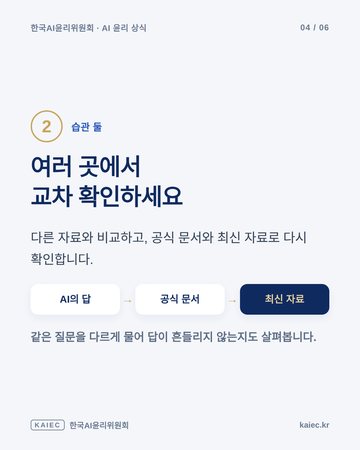 한국AI윤리위원회 · AI 윤리 상식
04 / 06
2
습관 둘
여러 곳에서
교차 확인하세요
다른 자료와 비교하고, 공식 문서와 최신 자료로 다시
확인합니다.
AI의 답 → 공식 문서 → 최신 자료
같은 질문을 다르게 물어 답이 흔들리지 않는지도 살펴봅니다.
KAIEC 한국AI윤리위원회
kaiec.kr